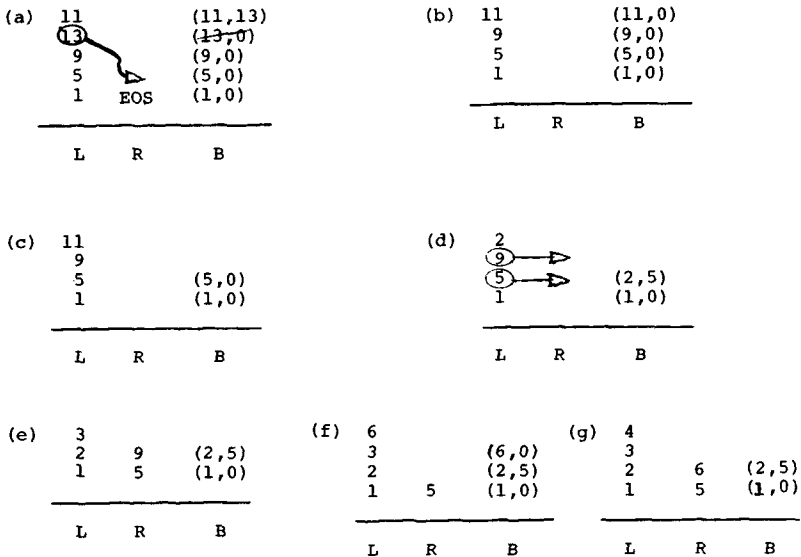 (a) 11 (11,13)
13 (13,0)
9 (9,0)
5 (5,0)
1 EOS (1,0)
L R B
(b) 11 (11,0)
9 (9,0)
5 (5,0)
1 (1,0)
L R B
(c) 11
9
5 (5,0)
1 (1,0)
L R B
(d) 2
9
5 (2,5)
1 (1,0)
L R B
(e) 3
2 9 (2,5)
1 5 (1,0)
L R B
(f) 6
3 (6,0)
2 (2,5)
1 5 (1,0)
L R B
(g) 4
3
2 6 (2,5)
1 5 (1,0)
L R B